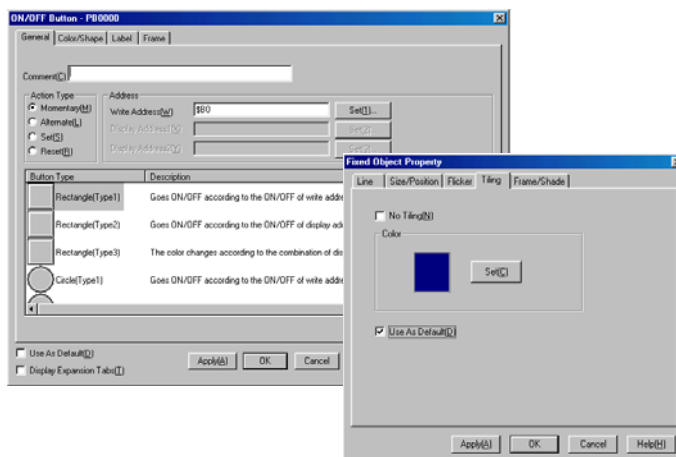 ON/OFF Button - PB0000
General Color/Shape Label Frame
Comment(C)
Action Type
Momentary(M)
Alternate(L)
Set(S)
Reset(R)
Address
Write Address(W) $B0 Set(1)...
Display Address1(X) Set(2)...
Display Address2(Y)
Button Type Description
Rectangle(Type1) Goes ON/OFF according to the ON/OFF of write addre
Rectangle(Type2) Goes ON/OFF according to the ON/OFF of display ad
Rectangle(Type3) The color changes according to the combination of dis
Circle(Type1) Goes ON/OFF according to the ON/OFF of write addre
Use As Default(D)
Display Expansion Tabs(T)
Apply(A) OK Cancel
Fixed Object Property
Line Size/Position Flicker Tiling Frame/Shade
No Tiling(N)
Color
Set(C)
Use As Default(D)
Apply(A) OK Cancel Help(H)